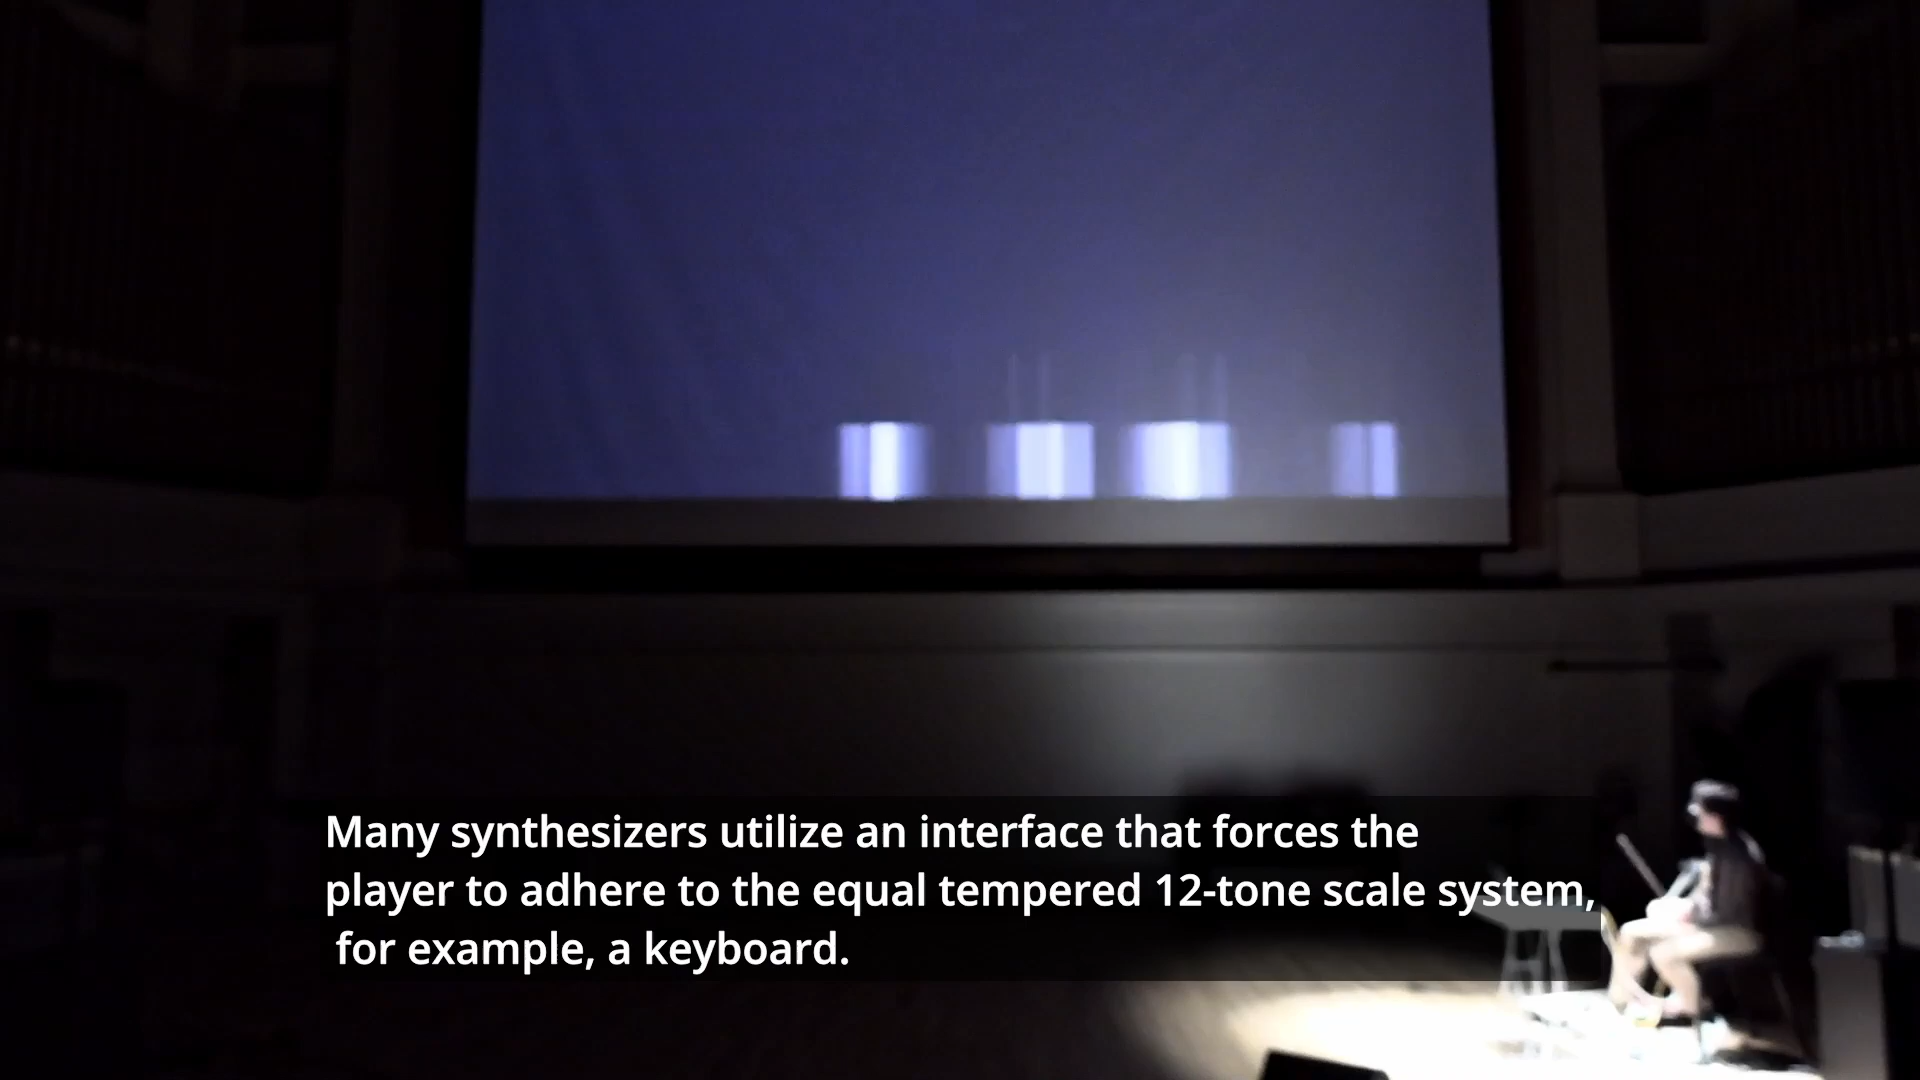 Many synthesizers utilize an interface that forces the
player to adhere to the equal tempered 12-tone scale system,
for example, a keyboard.